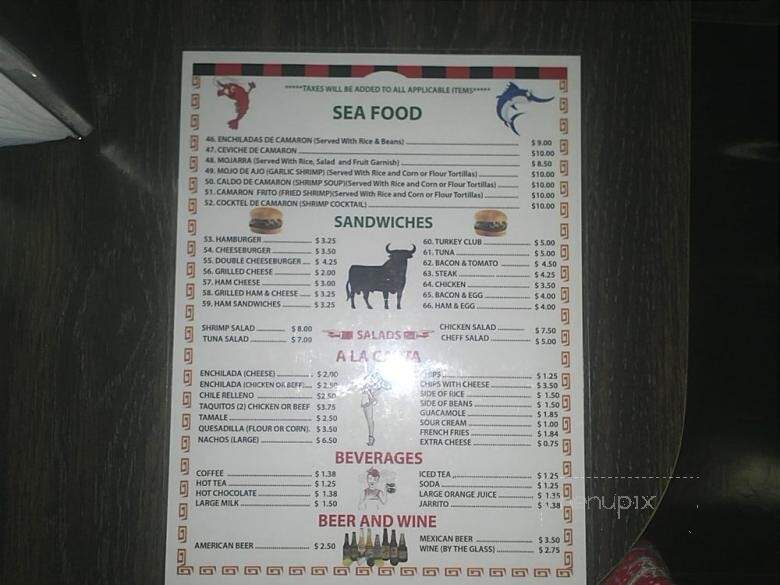 *****TAXES WILL BE ADDED TO ALL APPLICABLE ITEMS*****
SEA FOOD
46. ENCHILADAS DE CAMARON (Served With Rice & Beans) $ 9.00
47. CEVICHE DE CAMARON $10.00
48. MOJARRA (Served With Rice, Salad and Fruit Garnish) $ 8.50
49. MOJO DE AJO (GARLIC SHRIMP) (Served With Rice and Corn or Flour Tortillas) $10.00
50. CALDO DE CAMARON (SHRIMP SOUP)(Served With Rice and Corn or Flour Tortillas) $10.00
51. CAMARON FRITO (FRIED SHRIMP)(Served With Rice and Corn or Flour Tortillas) $10.00
52. COCKTEL DE CAMARON (SHRIMP COCKTAIL) $10.00
SANDWICHES
53. HAMBURGER $ 3.25
54. CHEESEBURGER $ 3.50
55. DOUBLE CHEESEBURGER $ 4.25
56. GRILLED CHEESE $ 2.00
57. HAM CHEESE $ 3.00
58. GRILLED HAM & CHEESE $ 3.25
59. HAM SANDWICHES $ 3.25
60. TURKEY CLUB $ 5.00
61. TUNA $ 5.00
62. BACON & TOMATO $ 4.50
63. STEAK $ 4.25
64. CHICKEN $ 3.50
65. BACON & EGG $ 4.00
66. HAM & EGG $ 4.00
SALADS
SHRIMP SALAD $ 8.00
TUNA SALAD $ 7.00
CHICKEN SALAD $ 7.50
CHEFF SALAD $ 5.00
A LA CARTA
ENCHILADA (CHEESE) $ 2.00
ENCHILADA (CHICKEN OR BEEF) $ 2.50
CHILE RELLENO $2.50
TAQUITOS (2) CHICKEN OR BEEF $3.75
TAMALE $ 2.50
QUESADILLA (FLOUR OR CORN). $ 3.50
NACHOS (LARGE) $ 6.50
CHIPS $ 1.25
CHIPS WITH CHEESE $ 3.50
SIDE OF RICE $ 1.50
SIDE OF BEANS $ 1.50
GUACAMOLE $ 1.85
SOUR CREAM $ 1.00
FRENCH FRIES $ 1.84
EXTRA CHEESE $ 0.75
BEVERAGES
COFFEE $ 1.38
HOT TEA $ 1.25
HOT CHOCOLATE $ 1.38
LARGE MILK $ 1.50
ICED TEA $ 1.25
SODA $ 1.25
LARGE ORANGE JUICE $ 1.35
JARRITO $ 1.38
BEER AND WINE
AMERICAN BEER $ 2.50
MEXICAN BEER $ 3.50
WINE (BY THE GLASS) $ 2.75
menupix